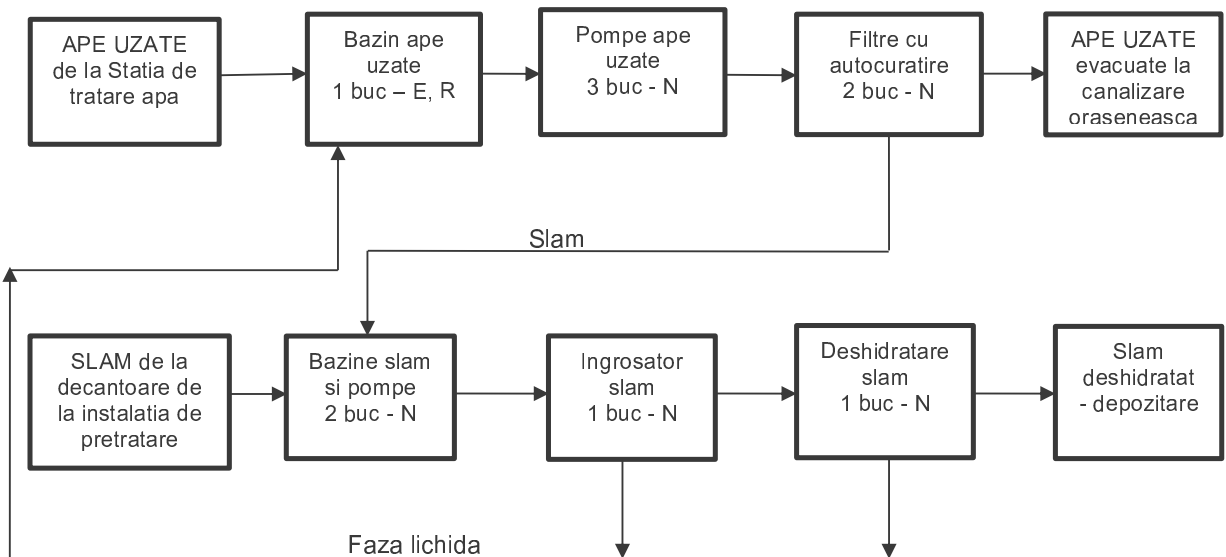 APE UZATE
de la Statia de
tratare apa
Bazin ape
uzate
1 buc – E, R
Pompe ape
uzate
3 buc - N
Filtre cu
autocuratire
2 buc - N
APE UZATE
evacuate la
canalizare
oraseneasca
Slam
SLAM de la
decantoare de
la instalatia de
pretratare
Bazine slam
si pompe
2 buc - N
Ingrosator
slam
1 buc - N
Deshidratare
slam
1 buc - N
Slam
deshidratat
- depozitare
Faza lichida